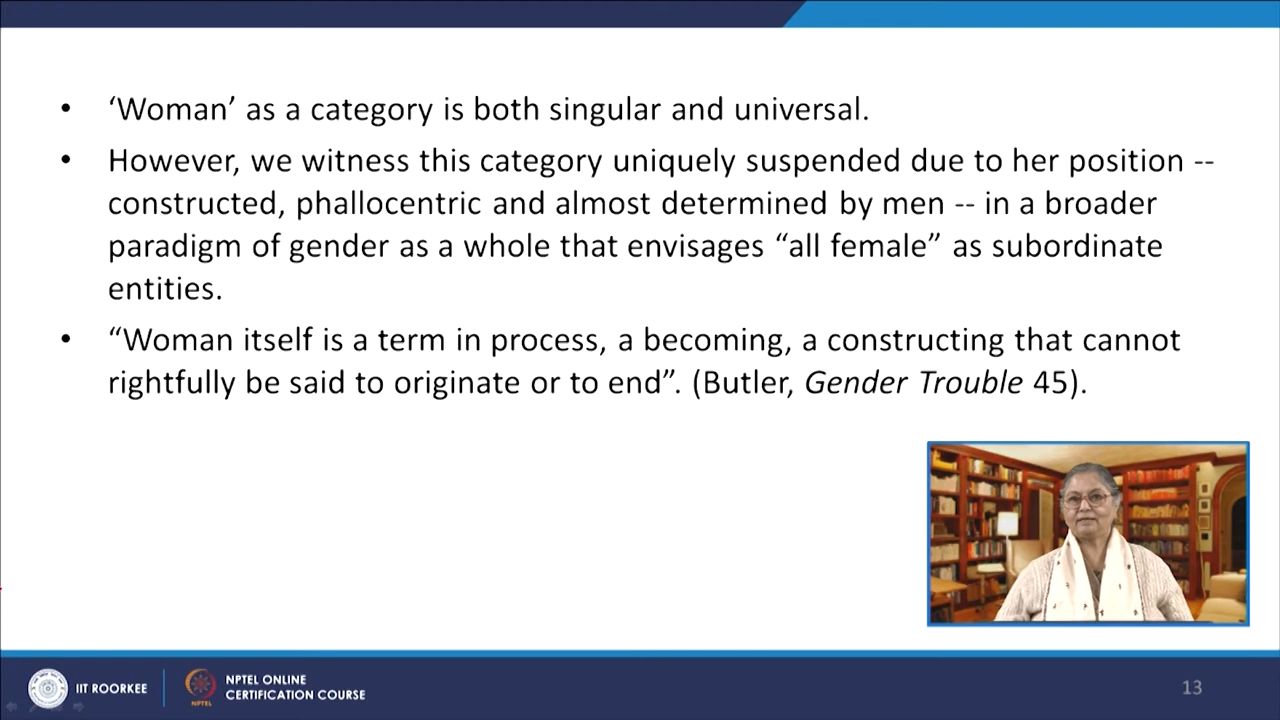 • ‘Woman’ as a category is both singular and universal.
• However, we witness this category uniquely suspended due to her position --
constructed, phallocentric and almost determined by men -- in a broader
paradigm of gender as a whole that envisages “all female” as subordinate
entities.
• “Woman itself is a term in process, a becoming, a constructing that cannot
rightfully be said to originate or to end”. (Butler, Gender Trouble 45).
IIT ROORKEE
NPTEL
NPTEL ONLINE
CERTIFICATION COURSE
13